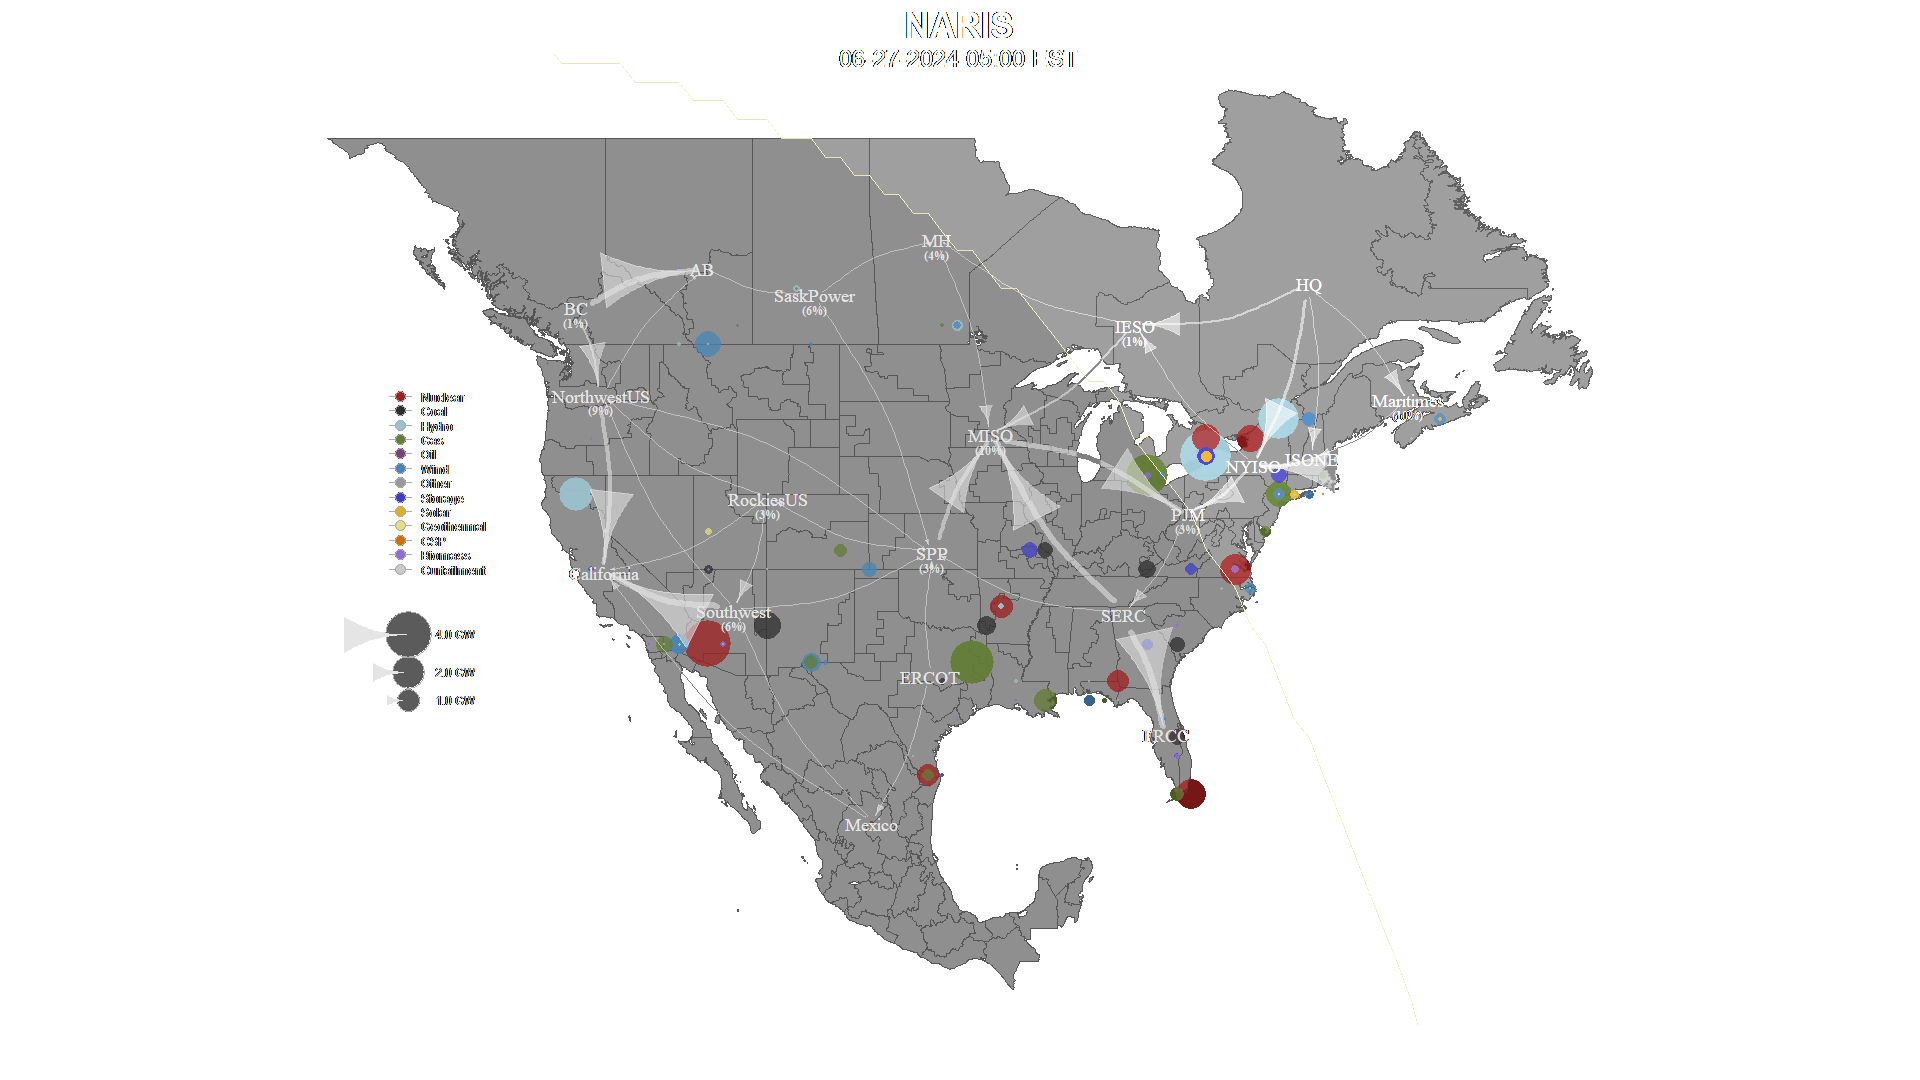 NARIS
06-27-2024 05:00 EST
MH
(4%)
AB
SaskPower
(6%)
HQ
BC
(1%)
IESO
(1%)
NorthwestUS
(9%)
Maritimes
MISO
(10%)
NYISO
ISONE
RockiesUS
(3%)
PJM
(3%)
SPP
(3%)
California
Southwest
(6%)
SERC
ERCOT
FRCC
Mexico
Nuclear
Coal
Hydro
Gas
Oil
Wind
Other
Storage
Solar
Geothermal
CSP
Biomass
Curtailment
4.0 GW
2.0 GW
1.0 GW